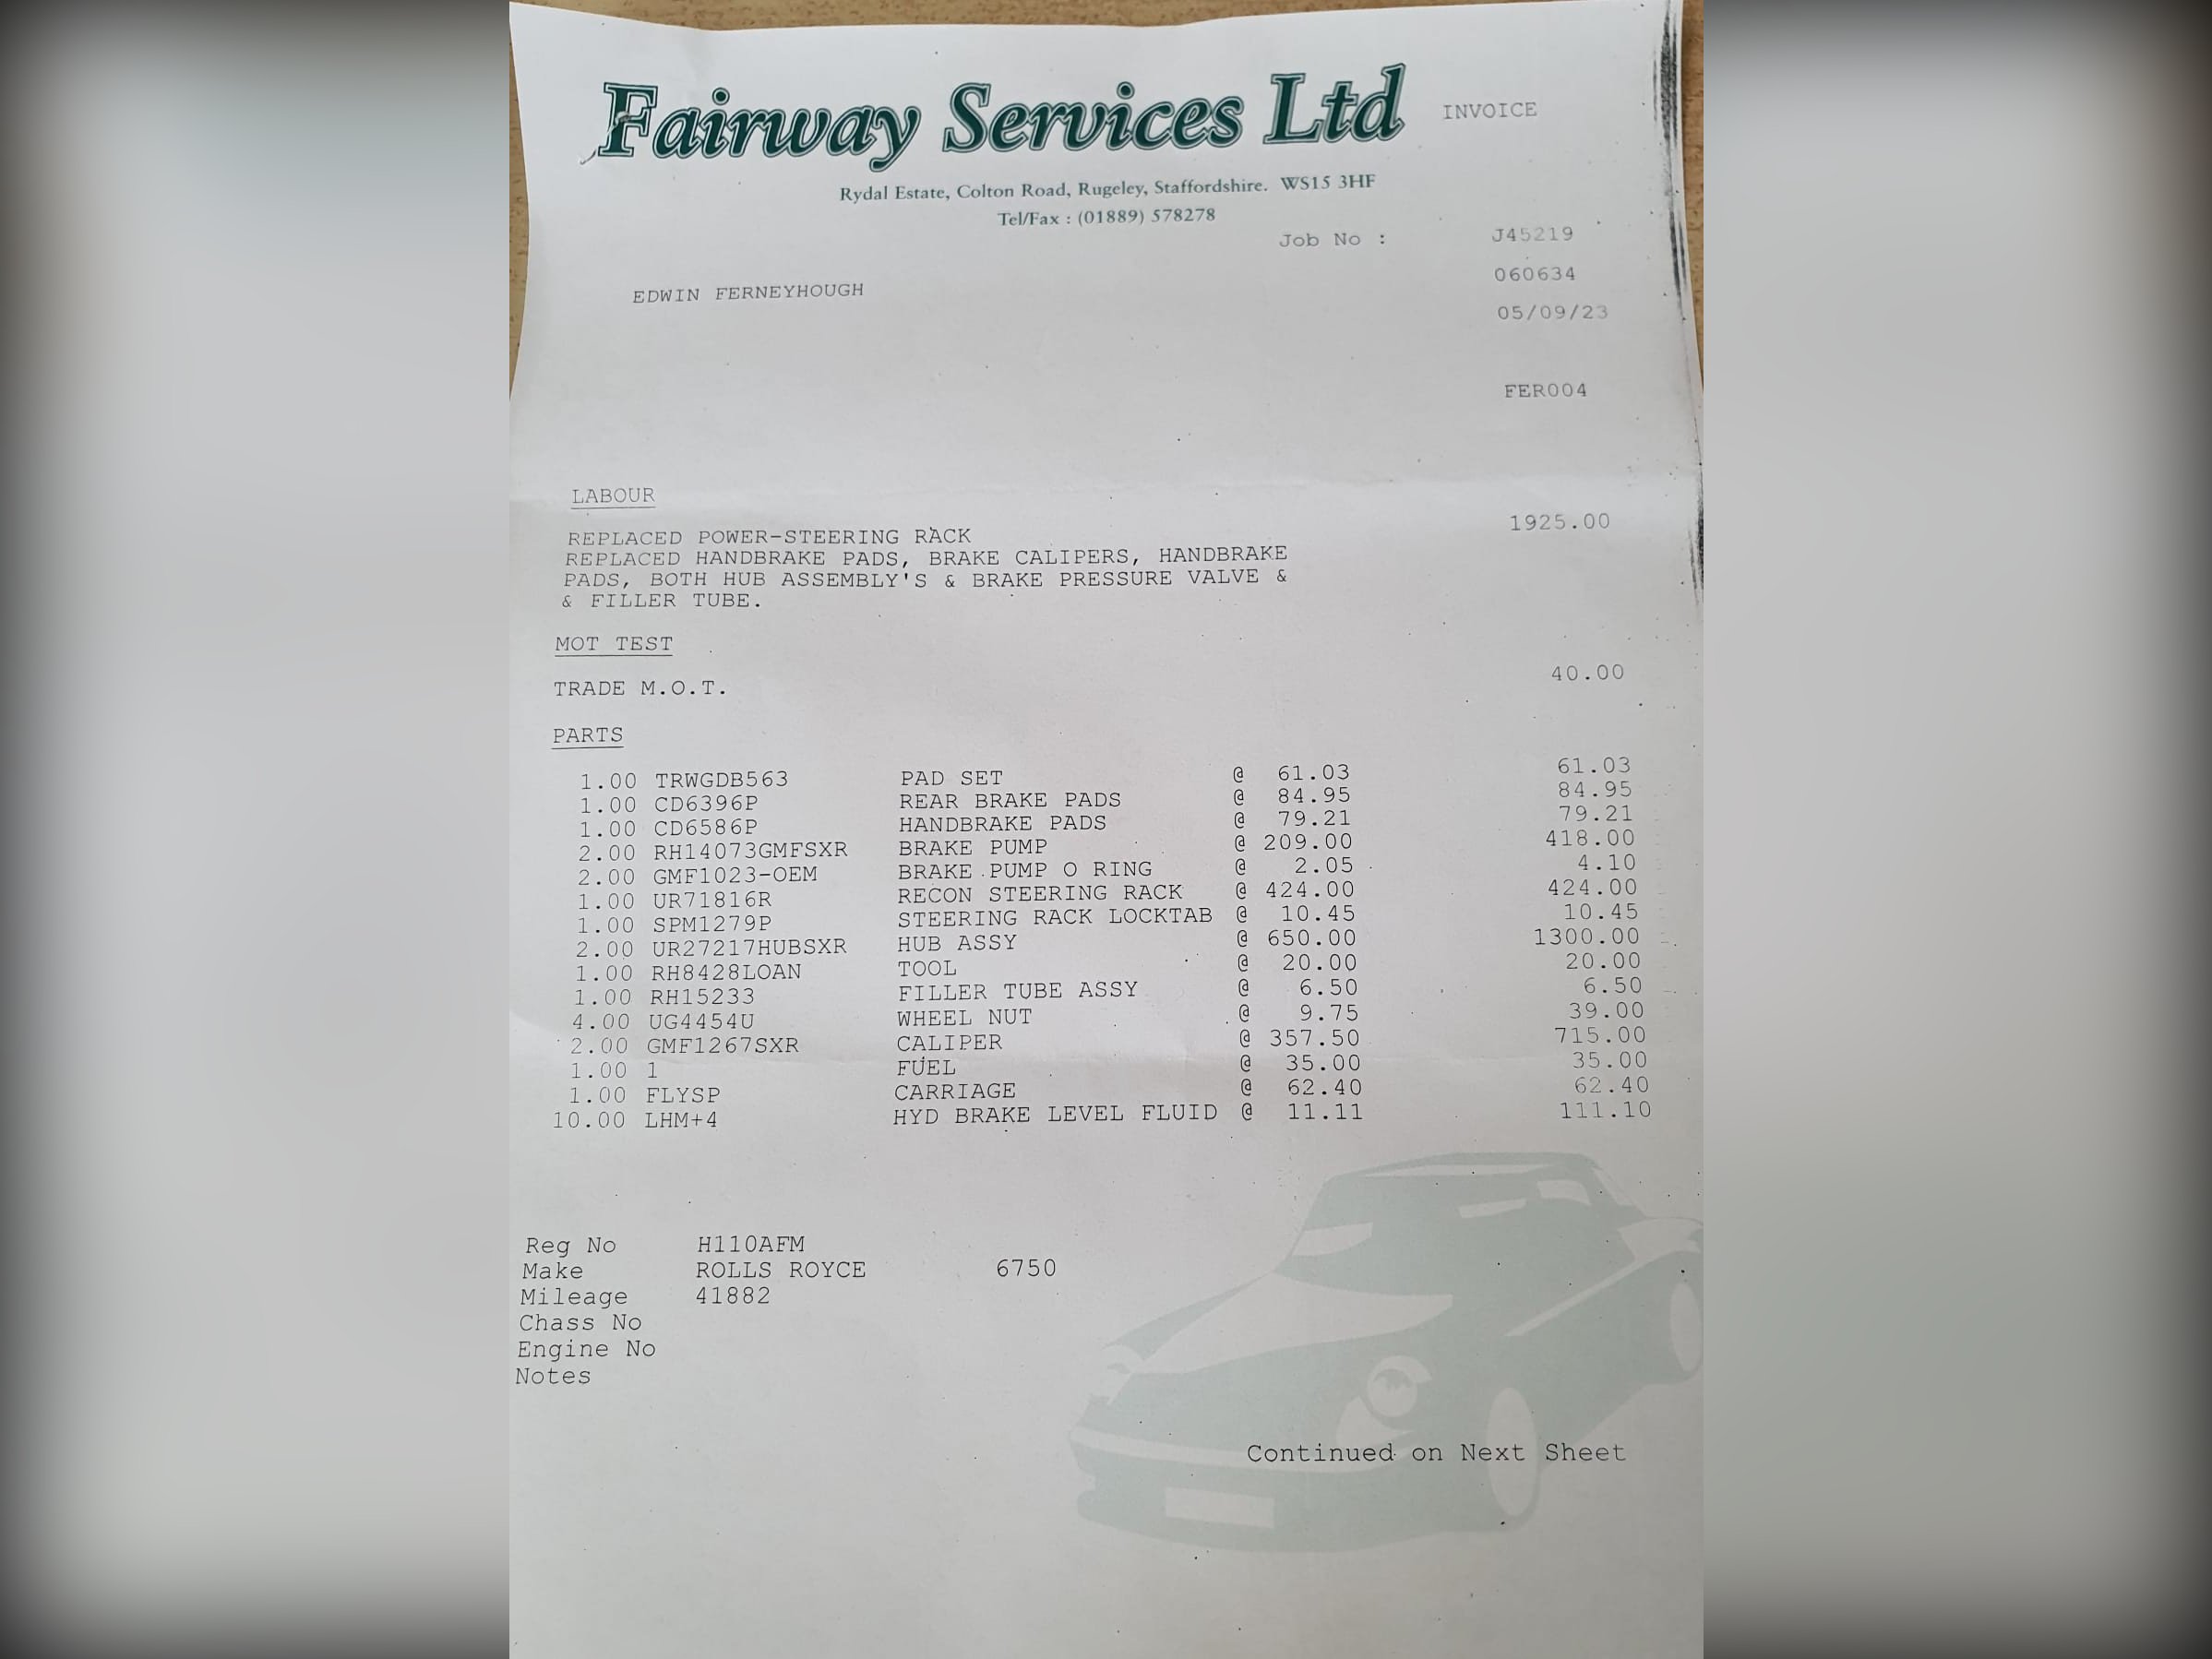 Fairway Services Ltd INVOICE
Rydal Estate, Colton Road, Rugeley, Staffordshire. WS15 3HF
Tel/Fax : (01889) 578278
Job No : J45219
060634
EDWIN FERNEYHOUGH
05/09/23
FER004
LABOUR
REPLACED POWER-STEERING RACK 1925.00
REPLACED HANDBRAKE PADS, BRAKE CALIPERS, HANDBRAKE
PADS, BOTH HUB ASSEMBLY'S & BRAKE PRESSURE VALVE &
& FILLER TUBE.
MOT TEST
TRADE M.O.T. 40.00
PARTS
1.00 TRWGDB563 PAD SET @ 61.03 61.03
1.00 CD6396P REAR BRAKE PADS @ 84.95 84.95
1.00 CD6586P HANDBRAKE PADS @ 79.21 79.21
2.00 RH14073GMFSXR BRAKE PUMP @ 209.00 418.00
2.00 GMF1023-OEM BRAKE PUMP O RING @ 2.05 4.10
1.00 UR71816R RECON STEERING RACK @ 424.00 424.00
1.00 SPM1279P STEERING RACK LOCKTAB @ 10.45 10.45
2.00 UR27217HUBSXR HUB ASSY @ 650.00 1300.00
1.00 RH8428LOAN TOOL @ 20.00 20.00
1.00 RH15233 FILLER TUBE ASSY @ 6.50 6.50
4.00 UG4454U WHEEL NUT @ 9.75 39.00
2.00 GMF1267SXR CALIPER @ 357.50 715.00
1.00 1 FUEL @ 35.00 35.00
1.00 FLYSP CARRIAGE @ 62.40 62.40
10.00 LHM+4 HYD BRAKE LEVEL FLUID @ 11.11 111.10
Reg No H110AFM
Make ROLLS ROYCE 6750
Mileage 41882
Chass No
Engine No
Notes
Continued on Next Sheet